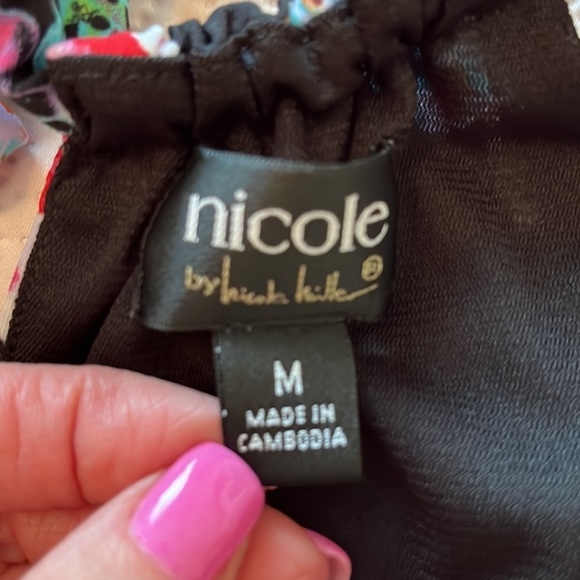 nicole
by nicole miller ®
M
MADE IN
CAMBODIA